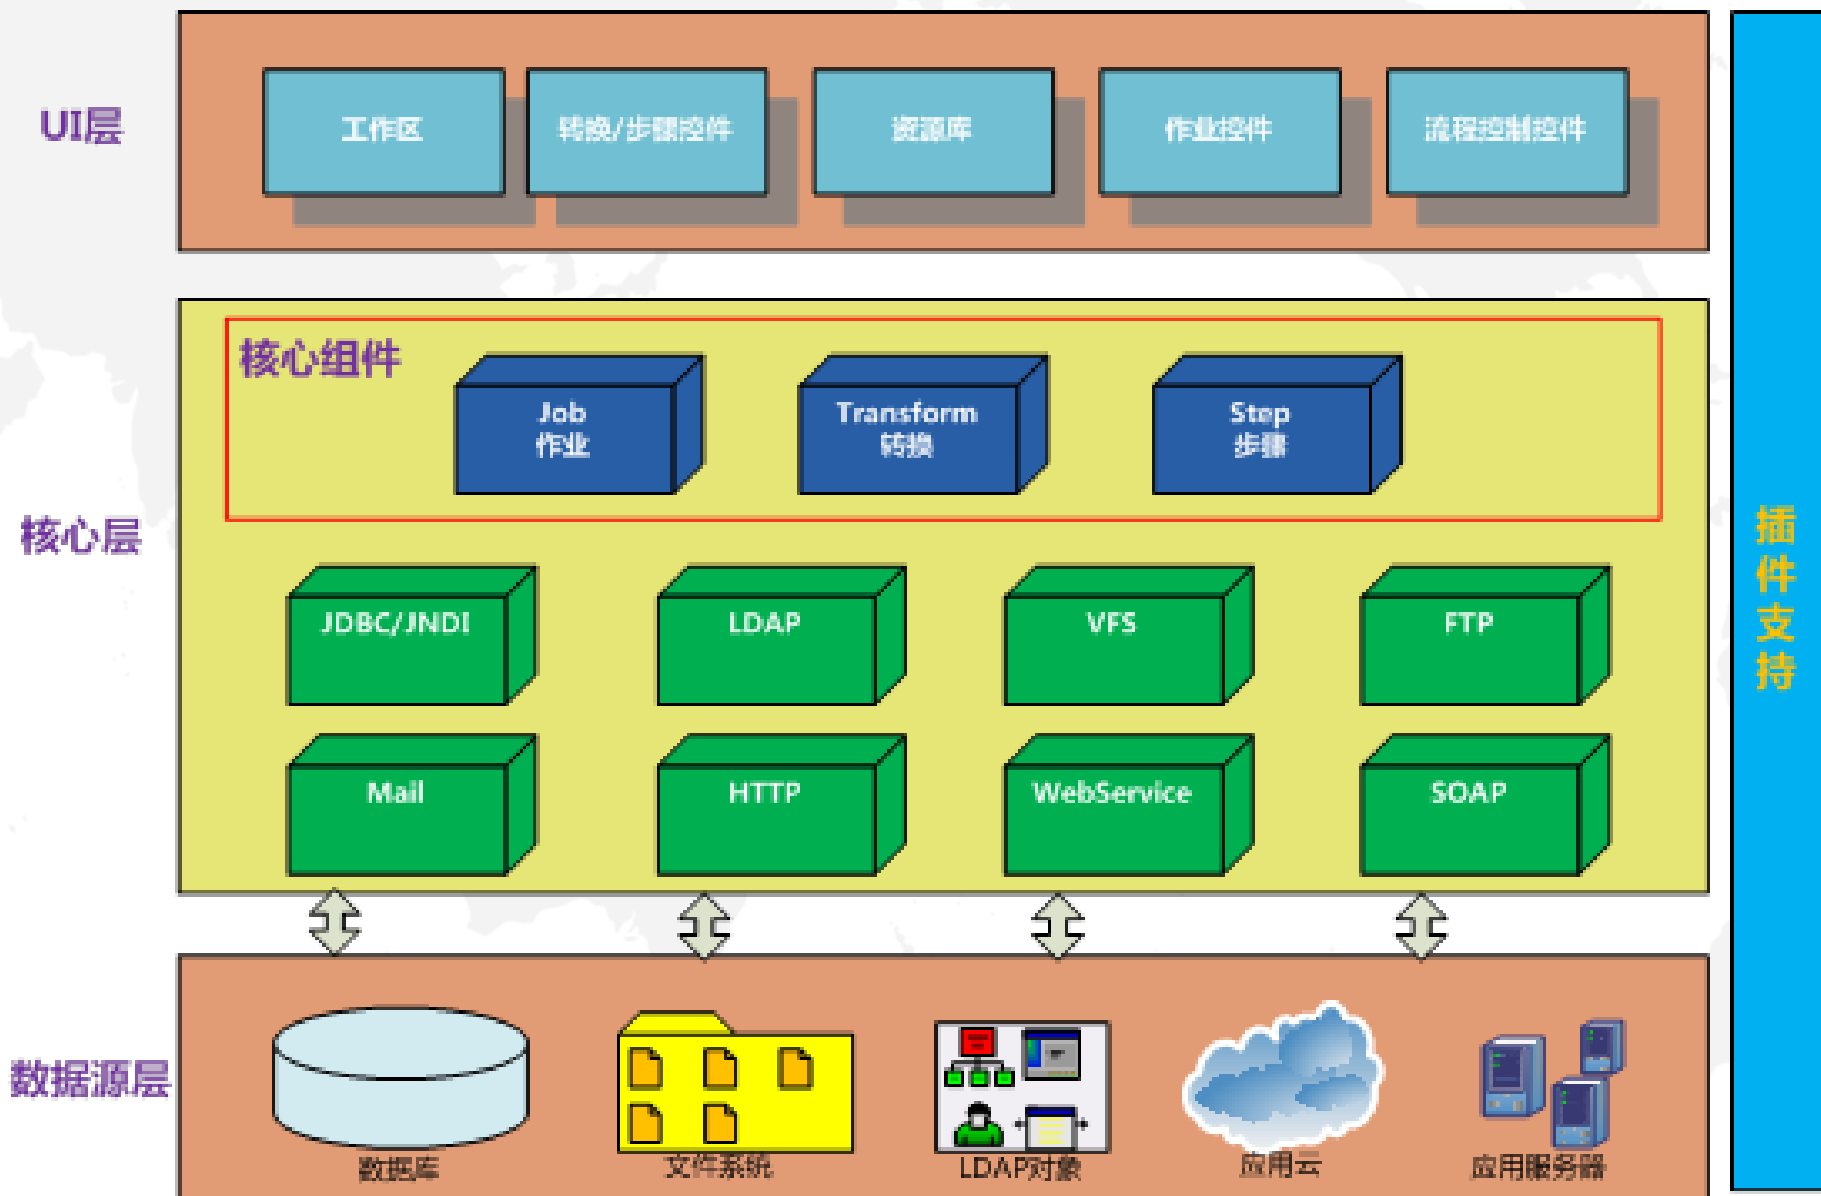 UI层
工作区
转换/步骤控件
资源库
作业控件
流程控制控件
核心层
核心组件
Job
作业
Transform
转换
Step
步骤
JDBC/JNDI
LDAP
VFS
FTP
Mail
HTTP
WebService
SOAP
数据源层
数据库
文件系统
LDAP对象
应用云
应用服务器
插件支持